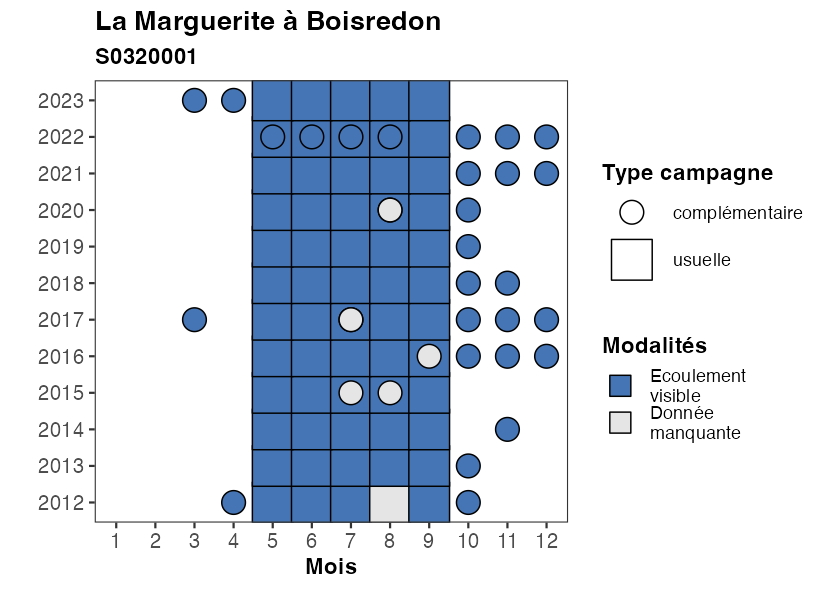 La Marguerite à Boisredon
S0320001
2023
2022
2021
2020
2019
2018
2017
2016
2015
2014
2013
2012
1 2 3 4 5 6 7 8 9 10 11 12
Mois
Type campagne
complémentaire
usuelle
Modalités
Ecoulement
visible
Donnée
manquante